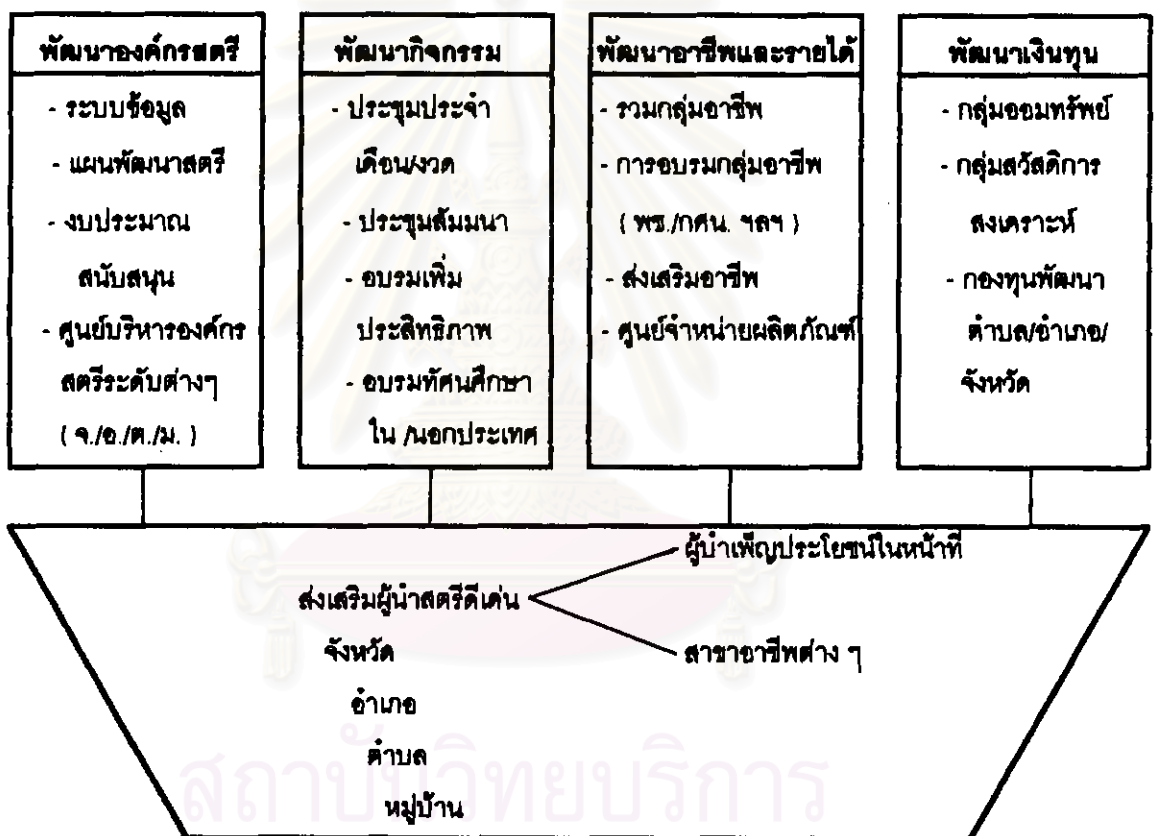 พัฒนาองค์กรสตรี
- ระบบข้อมูล
- แผนพัฒนาสตรี
- งบประมาณ
สนับสนุน
- ศูนย์บริหารองค์กร
สตรีระดับต่างๆ
( จ./อ./ต./ม. )
พัฒนากิจกรรม
- ประชุมประจำ
เดือน/งวด
- ประชุมสัมมนา
- อบรมเพิ่ม
ประสิทธิภาพ
- อบรมทัศนศึกษา
ใน /นอกประเทศ
พัฒนาอาชีพและรายได้
- รวมกลุ่มอาชีพ
- การอบรมกลุ่มอาชีพ
( พช./กศน. ฯลฯ )
- ส่งเสริมอาชีพ
- ศูนย์จำหน่ายผลิตภัณฑ์
พัฒนาเงินทุน
- กลุ่มออมทรัพย์
- กลุ่มสวัสดิการ
สงเคราะห์
- กองทุนพัฒนา
ตำบล/อำเภอ/
จังหวัด
ผู้บำเพ็ญประโยชน์ในหน้าที่
ส่งเสริมผู้นำสตรีดีเด่น
จังหวัด
สาขาอาชีพต่าง ๆ
อำเภอ
ตำบล
หมู่บ้าน
สถาบันวิทยบริการ